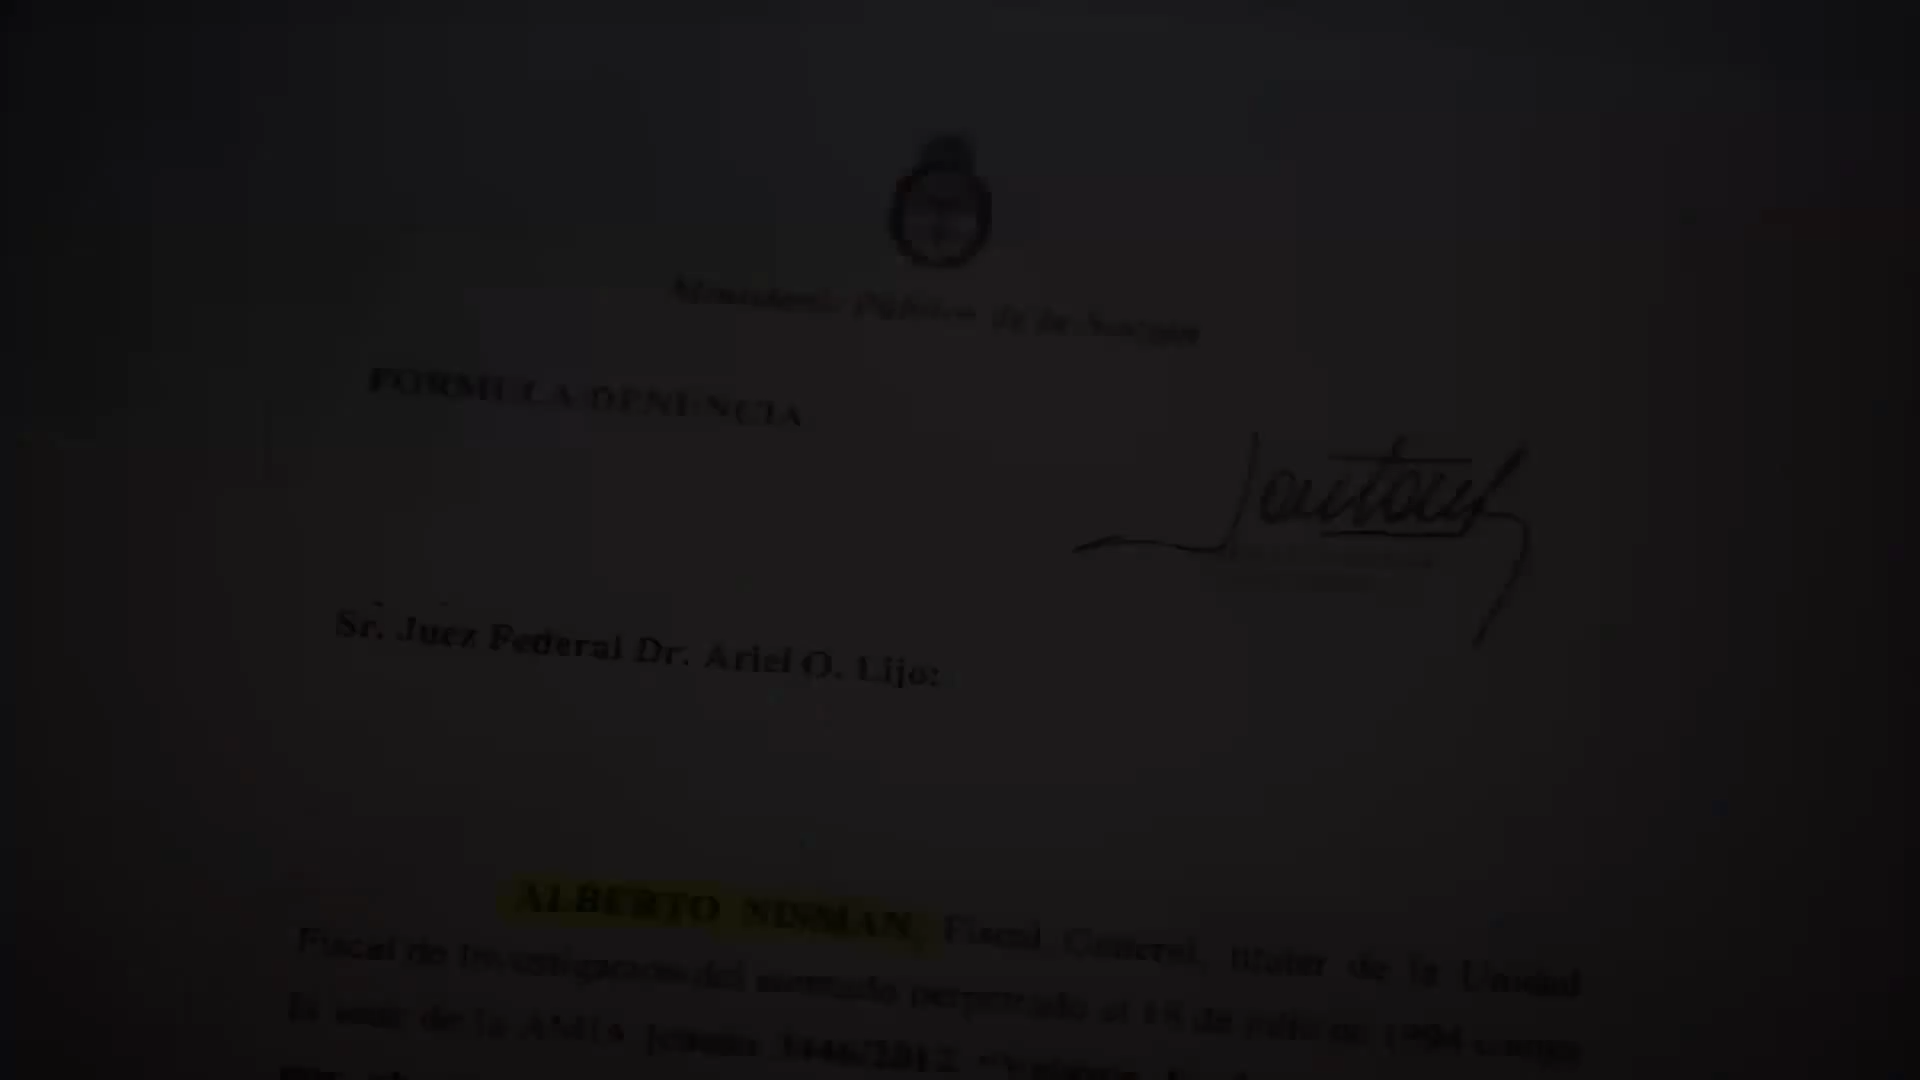 Ministerio Público de la Nación
FORMULA DENUNCIA
Sr. Juez Federal Dr. Ariel O. Lijo:
ALBERTO NISMAN, Fiscal General, titular de la Unidad
Fiscal de Investigación del atentado perpetrado el 18 de julio de 1994 contra
la sede de la AMIA